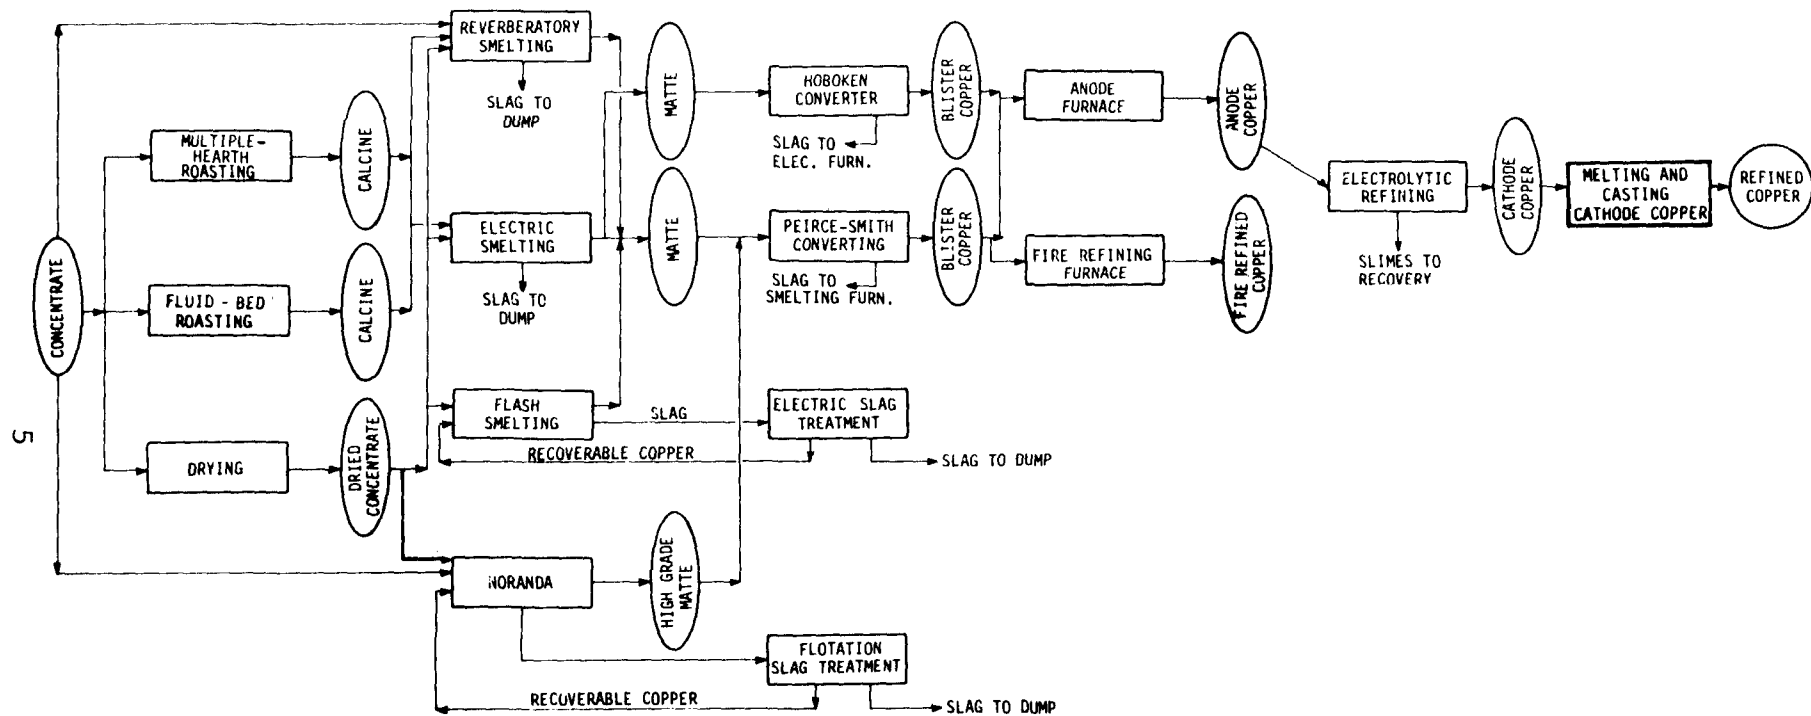 REVERBERATORY
SMELTING
SLAG TO
DUMP
MULTIPLE-
HEARTH
ROASTING
CALCINE
CONCENTRATE
FLUID - BED
ROASTING
CALCINE
DRYING
DRIED
CONCENTRATE
ELECTRIC
SMELTING
SLAG TO
DUMP
FLASH
SMELTING
SLAG
RECOVERABLE COPPER
ELECTRIC SLAG
TREATMENT
SLAG TO DUMP
NORANDA
HIGH GRADE
MATTE
FLOTATION
SLAG TREATMENT
RECOVERABLE COPPER
SLAG TO DUMP
MATTE
MATTE
HOBOKEN
CONVERTER
SLAG TO
ELEC. FURN.
PEIRCE-SMITH
CONVERTING
SLAG TO
SMELTING FURN.
BLISTER
COPPER
BLISTER
COPPER
ANODE
FURNACE
FIRE REFINING
FURNACE
ANODE
COPPER
FIRE REFINED
COPPER
ELECTROLYTIC
REFINING
SLIMES TO
RECOVERY
CATHODE
COPPER
MELTING AND
CASTING
CATHODE COPPER
REFINED
COPPER
5